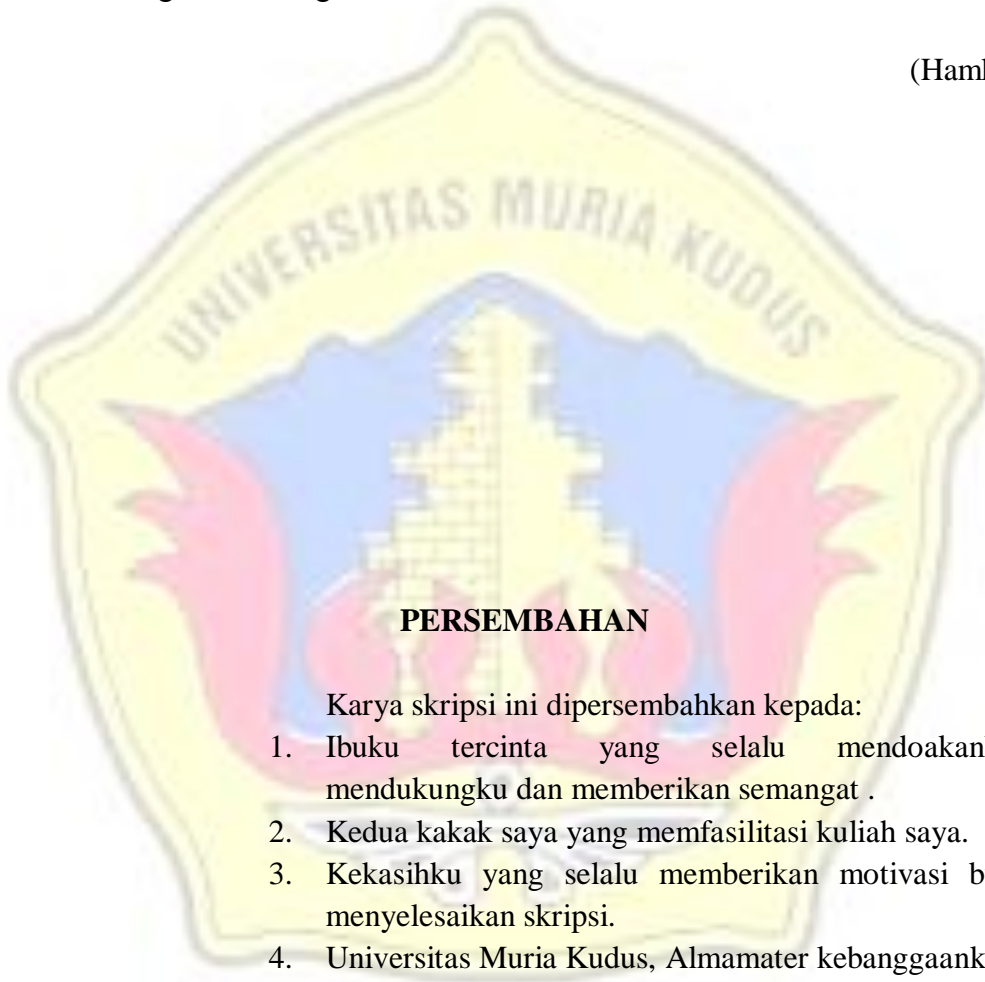 (Haml
UNIVERSITAS MURIA KUDUS
PERSEMBAHAN
Karya skripsi ini dipersembahkan kepada:
1. Ibuku tercinta yang selalu mendoakan
mendukungku dan memberikan semangat .
2. Kedua kakak saya yang memfasilitasi kuliah saya.
3. Kekasihku yang selalu memberikan motivasi b
menyelesaikan skripsi.
4. Universitas Muria Kudus, Almamater kebanggaank